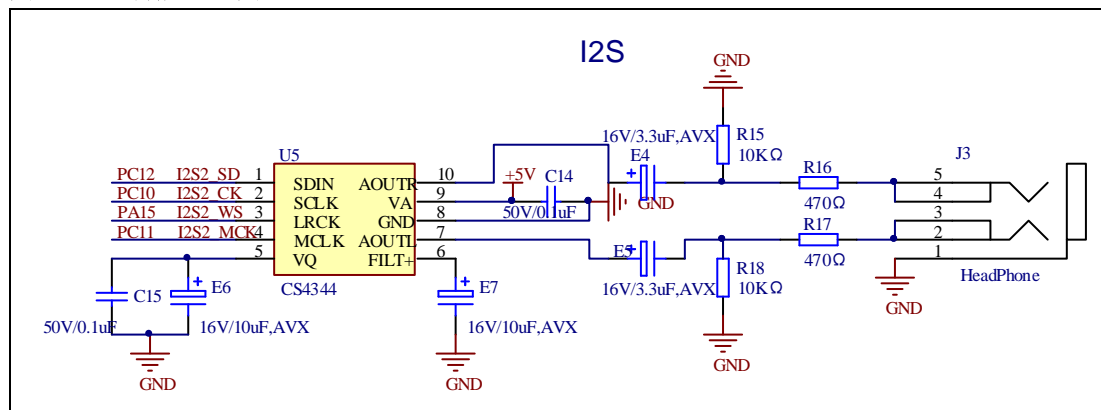 I2S
GND
16V/3.3uF,AVX
R15
10KΩ
J3
U5
E4
R16
PC12 I2S2_SD 1 SDIN AOUTR 10
+5V
C14
470Ω
5
PC10 I2S2_CK 2 SCLK VA 9
GND
4
PA15 I2S2_WS 3 LRCK GND 8
50V/0.1uF
R17
3
PC11 I2S2_MCK 4 MCLK AOUTL 7
2
5 VQ FILT+ 6
E5
470Ω
1
CS4344
R18
HeadPhone
C15
E6
E7
16V/3.3uF,AVX
10KΩ
GND
50V/0.1uF
16V/10uF,AVX
16V/10uF,AVX
GND
GND
GND